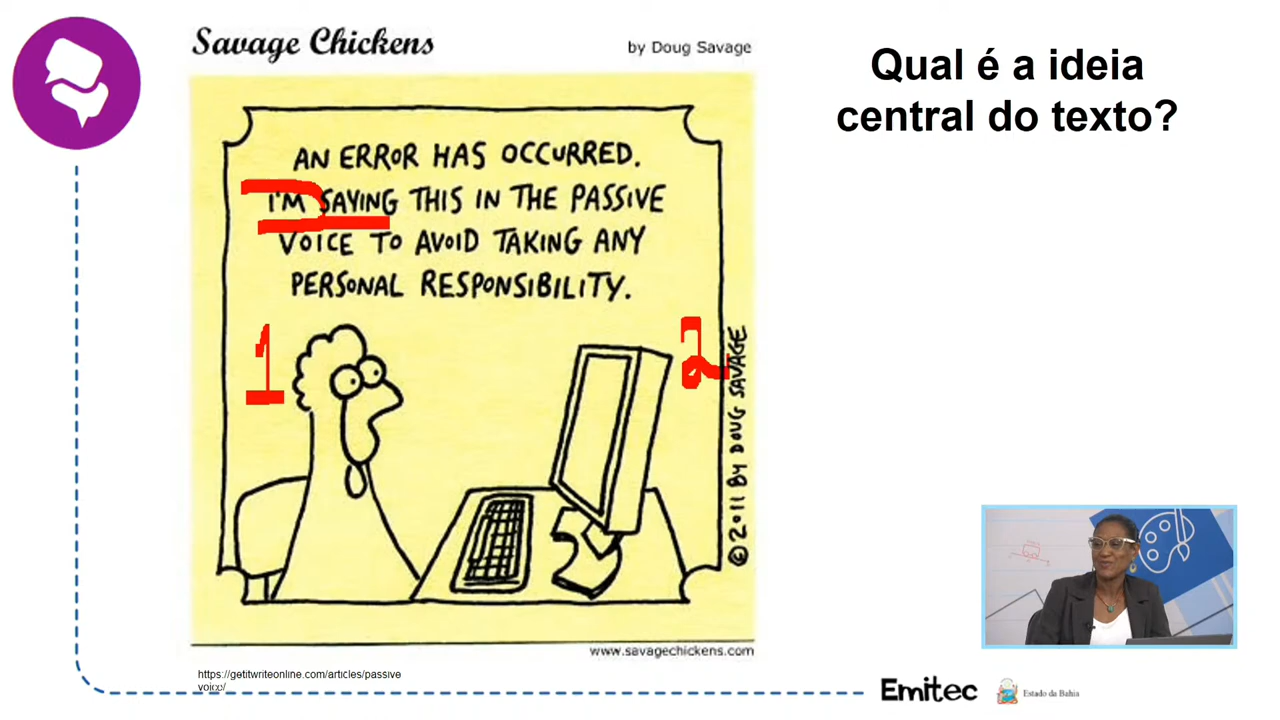 Savage Chickens
by Doug Savage
Qual é a ideia
central do texto?
AN ERROR HAS OCCURRED.
I'M SAYING THIS IN THE PASSIVE
VOICE TO AVOID TAKING ANY
PERSONAL RESPONSIBILITY.
1
2
© 2011 BY DOUG SAVAGE
www.savagechickens.com
https://getitwriteonline.com/articles/passive
voice/
Emitec
Estado da Bahia